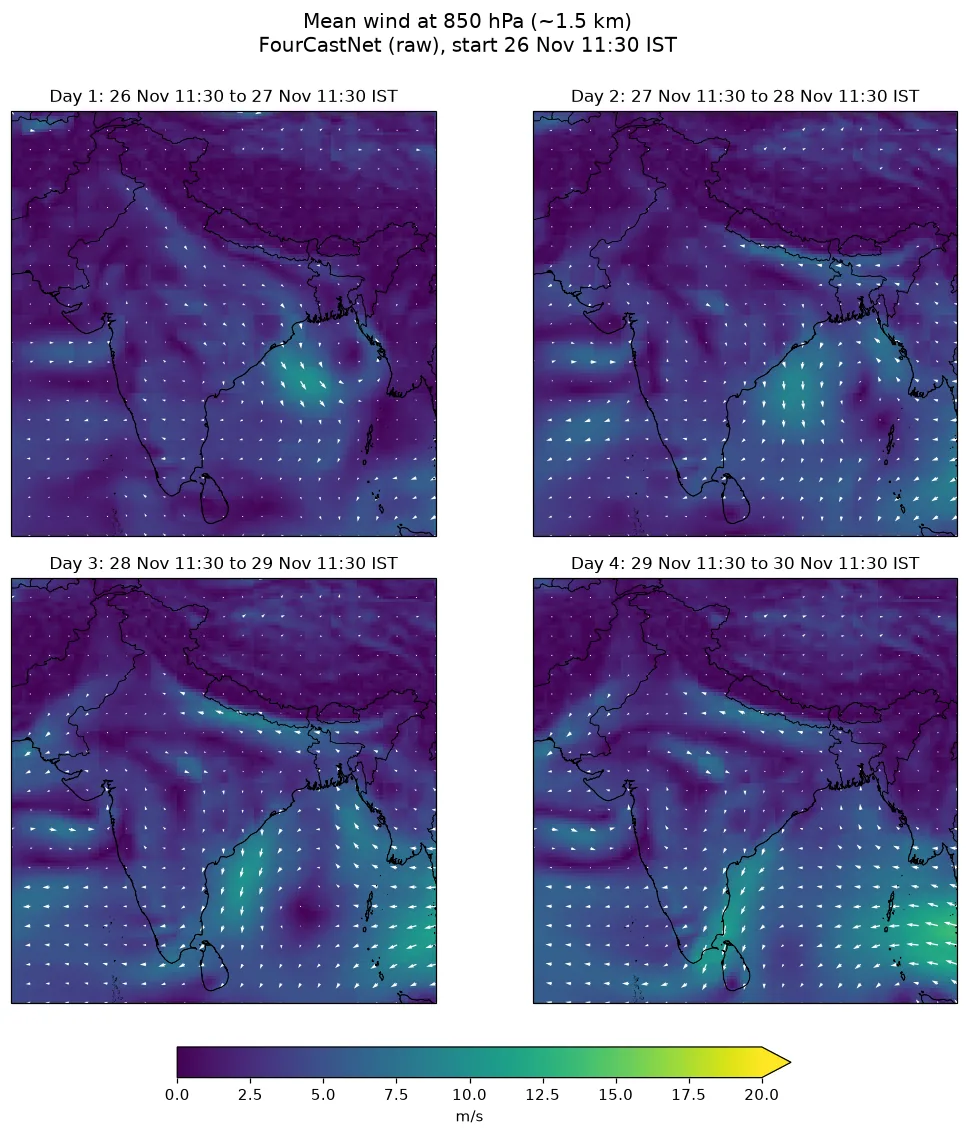 Mean wind at 850 hPa (~1.5 km)
FourCastNet (raw), start 26 Nov 11:30 IST
Day 1: 26 Nov 11:30 to 27 Nov 11:30 IST
Day 2: 27 Nov 11:30 to 28 Nov 11:30 IST
Day 3: 28 Nov 11:30 to 29 Nov 11:30 IST
Day 4: 29 Nov 11:30 to 30 Nov 11:30 IST
0.0 2.5 5.0 7.5 10.0 12.5 15.0 17.5 20.0
m/s